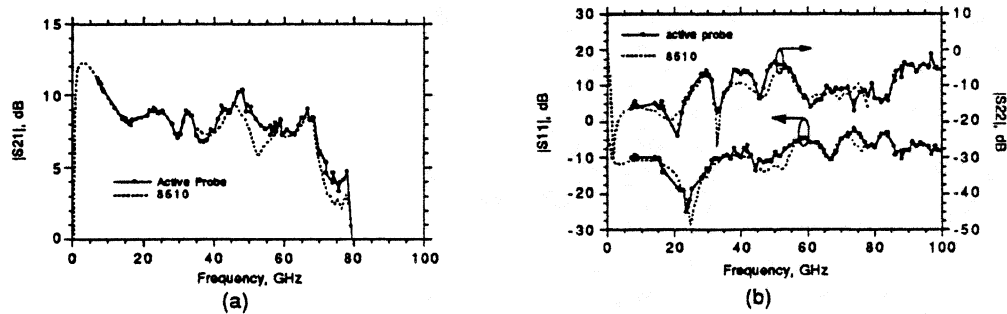 15
10
5
0
|S21|, dB
Active Probe
8510
0 20 40 60 80 100
Frequency, GHz
(a)
30
20
10
0
-10
-20
-30
|S11|, dB
active probe
8510
10
0
-10
-20
-30
-40
-50
|S22|, dB
0 20 40 60 80 100
Frequency, GHz
(b)